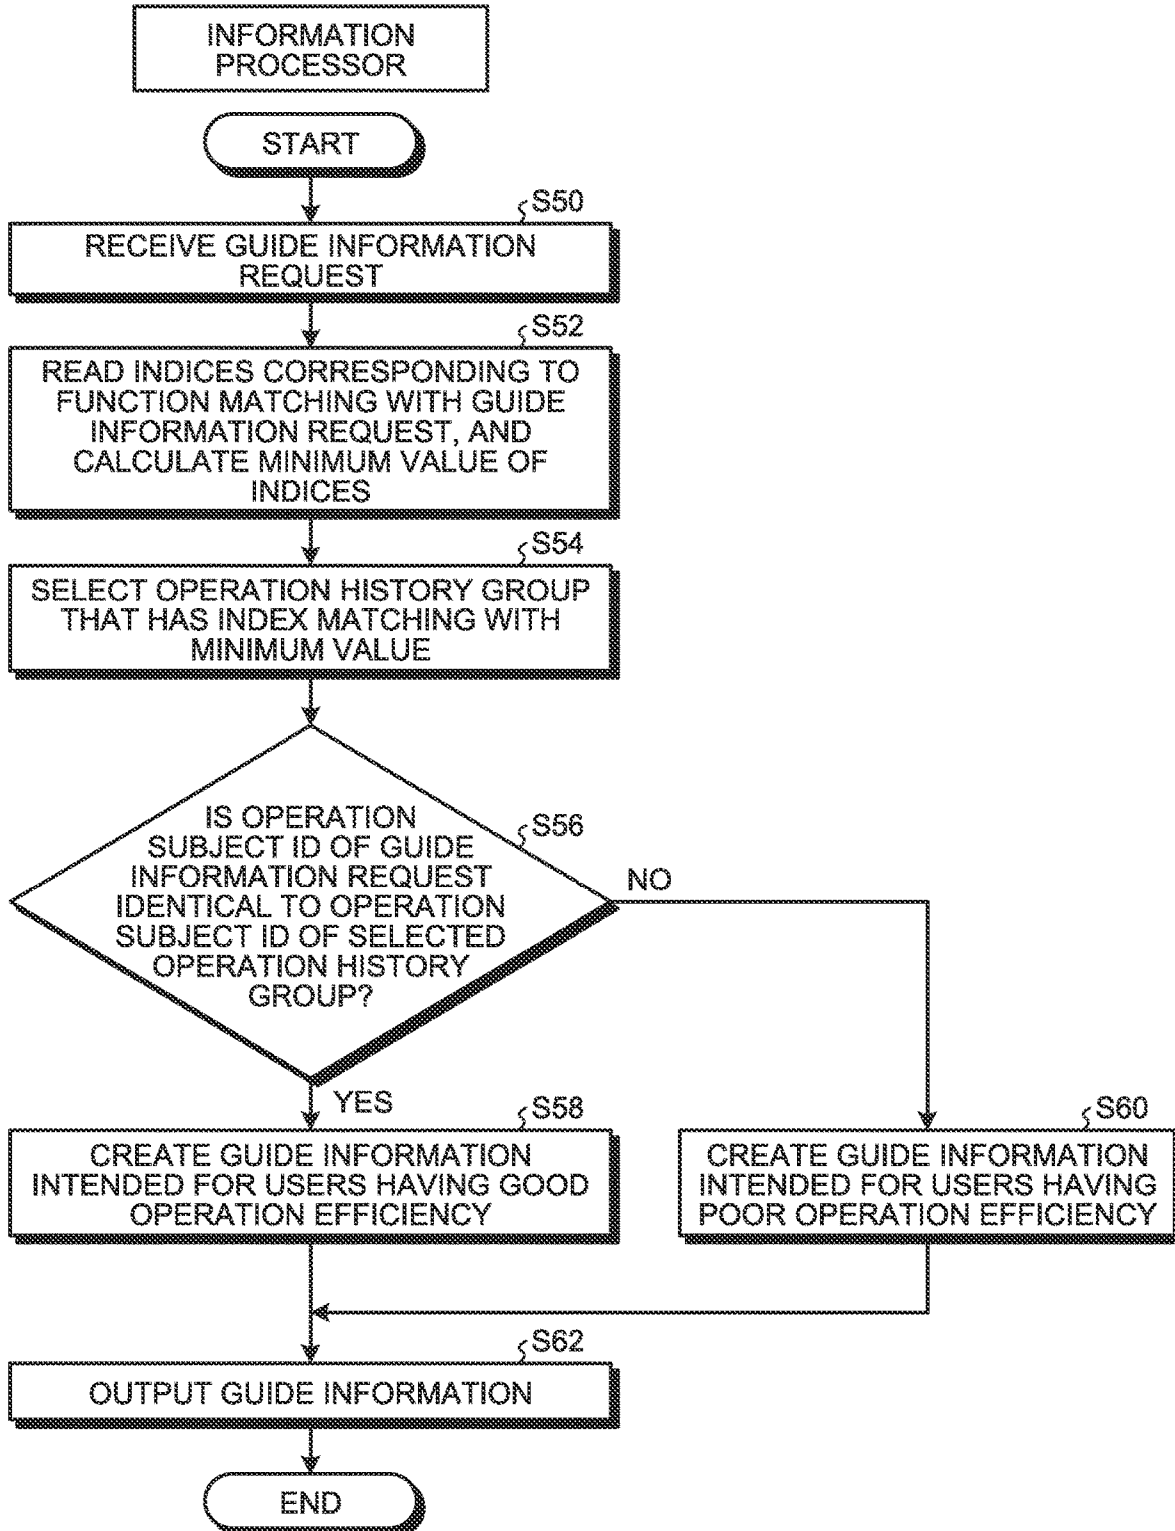 INFORMATION
PROCESSOR
START
S50
RECEIVE GUIDE INFORMATION
REQUEST
S52
READ INDICES CORRESPONDING TO
FUNCTION MATCHING WITH GUIDE
INFORMATION REQUEST, AND
CALCULATE MINIMUM VALUE OF
INDICES
S54
SELECT OPERATION HISTORY GROUP
THAT HAS INDEX MATCHING WITH
MINIMUM VALUE
S56
IS OPERATION
SUBJECT ID OF GUIDE
INFORMATION REQUEST
IDENTICAL TO OPERATION
SUBJECT ID OF SELECTED
OPERATION HISTORY
GROUP?
NO
YES
S58
CREATE GUIDE INFORMATION
INTENDED FOR USERS HAVING GOOD
OPERATION EFFICIENCY
S60
CREATE GUIDE INFORMATION
INTENDED FOR USERS HAVING
POOR OPERATION EFFICIENCY
S62
OUTPUT GUIDE INFORMATION
END